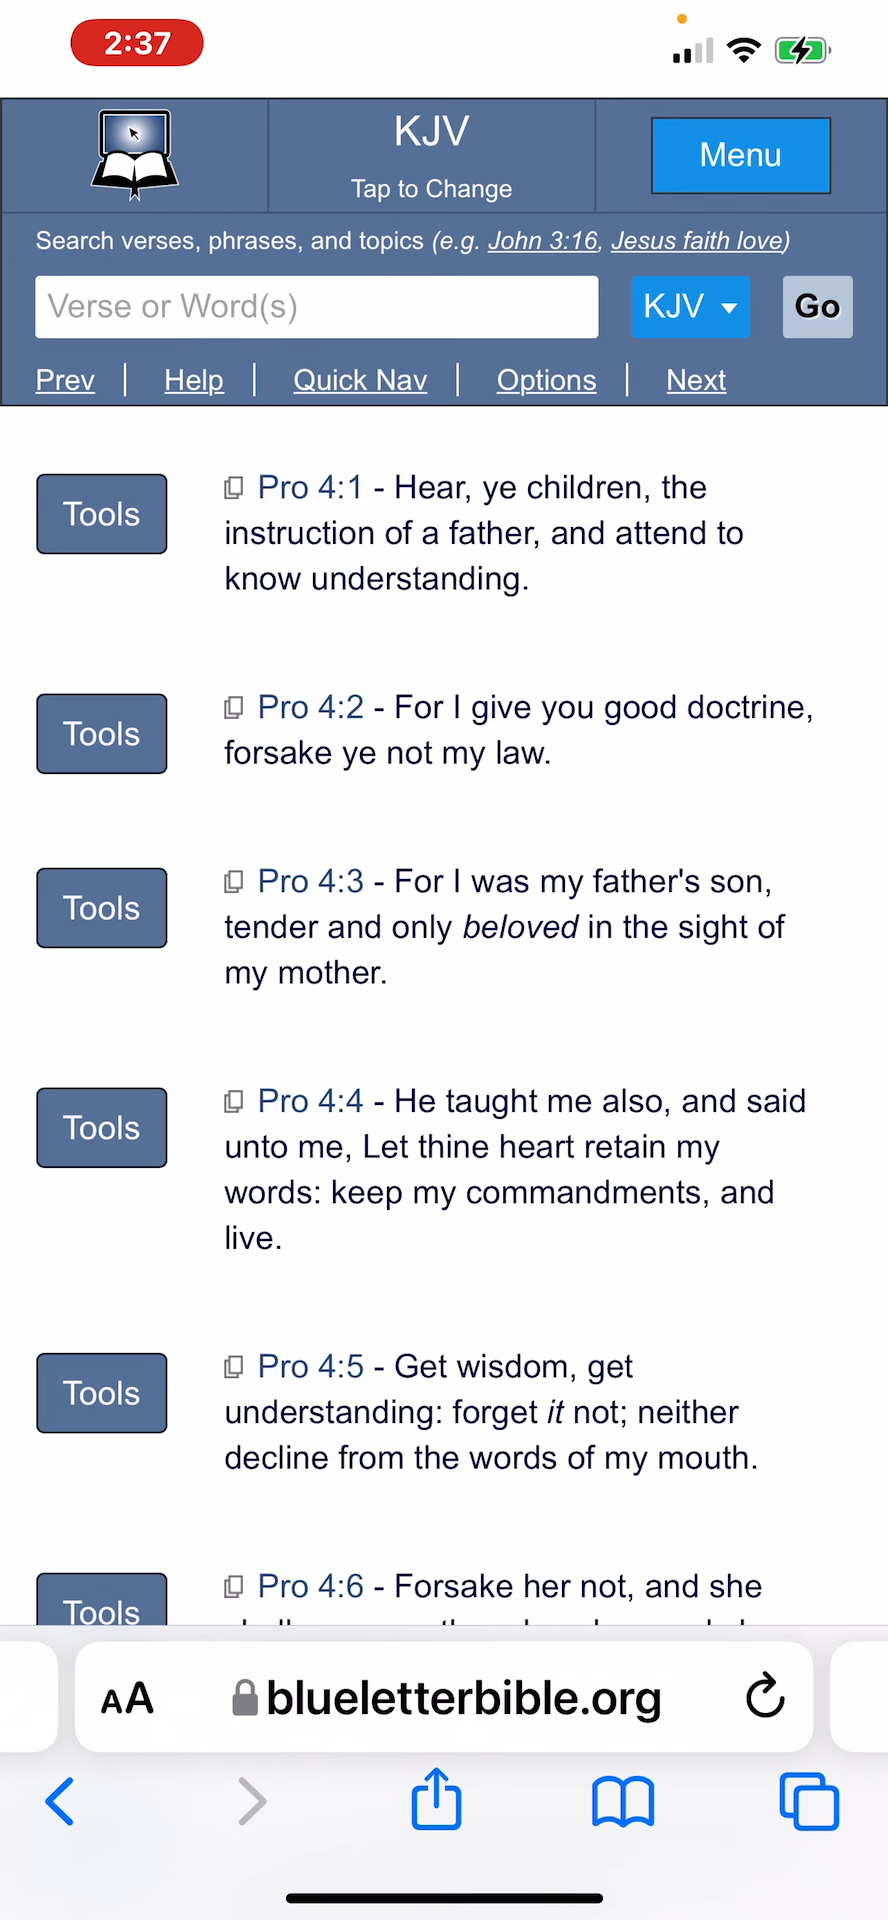 2:37
KJV
Tap to Change
Menu
Search verses, phrases, and topics (e.g. John 3:16, Jesus faith love)
Verse or Word(s)
KJV
Go
Prev | Help | Quick Nav | Options | Next
Tools
Pro 4:1 - Hear, ye children, the
instruction of a father, and attend to
know understanding.
Tools
Pro 4:2 - For I give you good doctrine,
forsake ye not my law.
Tools
Pro 4:3 - For I was my father's son,
tender and only beloved in the sight of
my mother.
Tools
Pro 4:4 - He taught me also, and said
unto me, Let thine heart retain my
words: keep my commandments, and
live.
Tools
Pro 4:5 - Get wisdom, get
understanding: forget it not; neither
decline from the words of my mouth.
Tools
Pro 4:6 - Forsake her not, and she
AA
blueletterbible.org